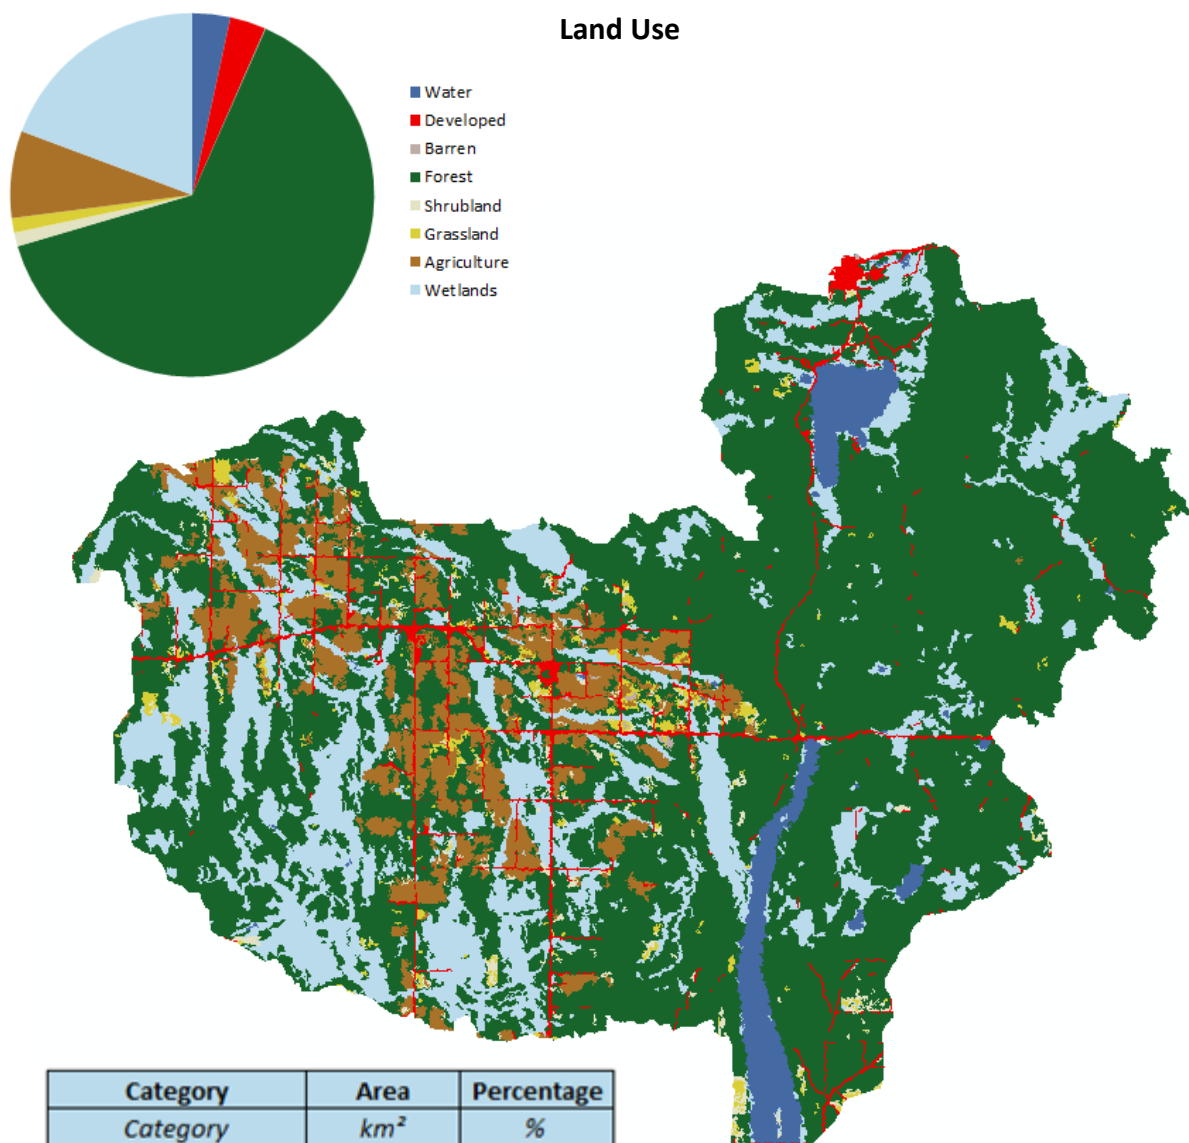 Land Use
Water
Developed
Barren
Forest
Shrubland
Grassland
Agriculture
Wetlands
Category Area Percentage
Category km² %